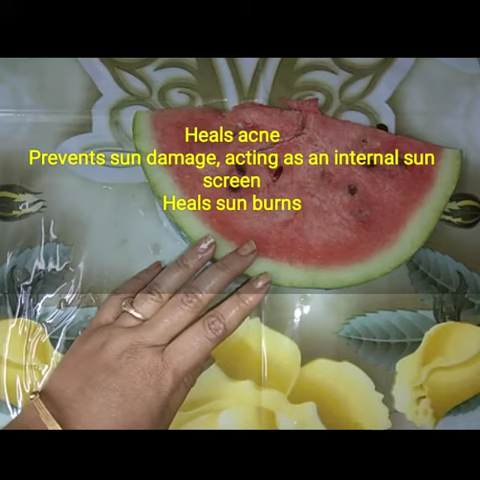 Heals acne
Prevents sun damage, acting as an internal sun
screen
Heals sun burns